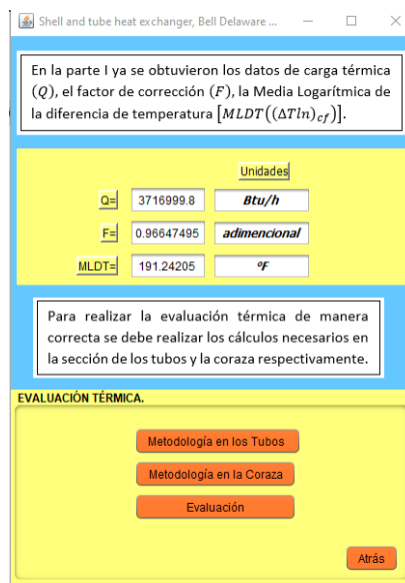 Shell and tube heat exchanger, Bell Delaware ...
En la parte I ya se obtuvieron los datos de carga térmica
(Q), el factor de corrección (F), la Media Logarítmica de
la diferencia de temperatura [MLDT((ΔTln)cf)].
Unidades
Q= 3716999.8 Btu/h
F= 0.96647495 adimencional
MLDT= 191.24205 ºF
Para realizar la evaluación térmica de manera
correcta se debe realizar los cálculos necesarios en
la sección de los tubos y la coraza respectivamente.
EVALUACIÓN TÉRMICA.
Metodología en los Tubos
Metodología en la Coraza
Evaluación
Atrás